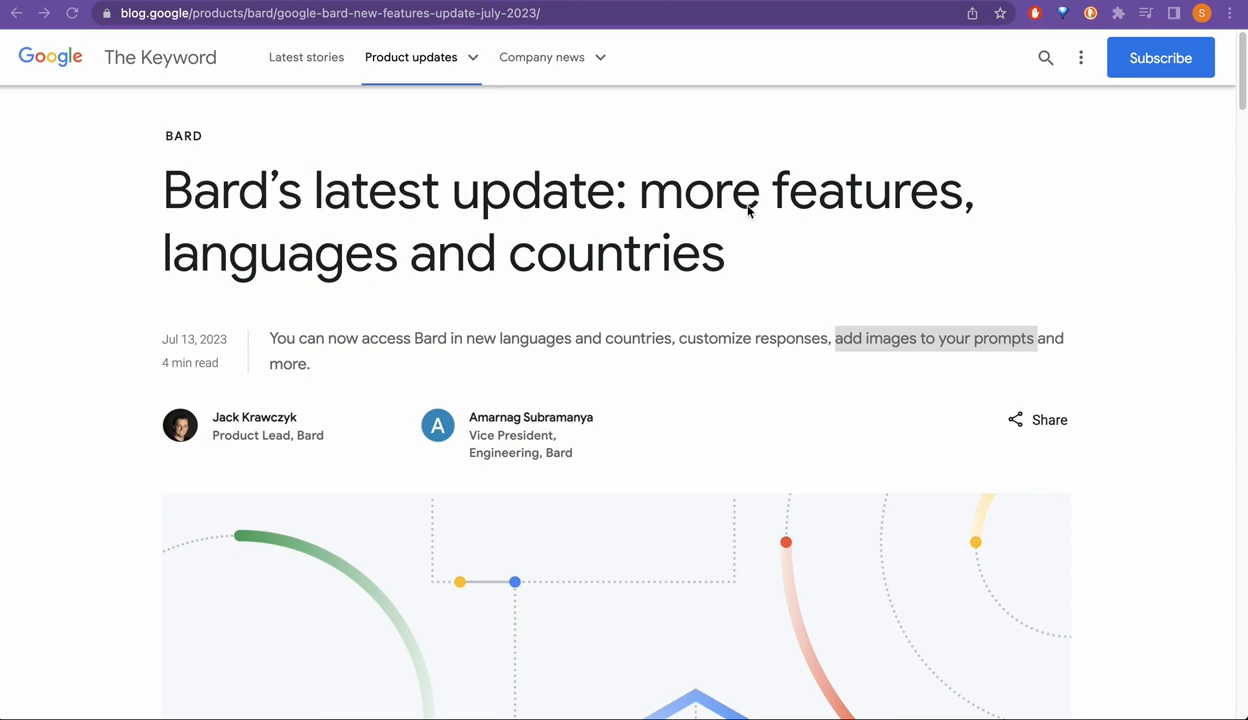 blog.google/products/bard/google-bard-new-features-update-july-2023/
S
Google The Keyword Latest stories Product updates Company news Subscribe
BARD
Bard’s latest update: more features,
languages and countries
Jul 13, 2023
4 min read
You can now access Bard in new languages and countries, customize responses, add images to your prompts and
more.
Jack Krawczyk
Product Lead, Bard
A
Amarnag Subramanya
Vice President,
Engineering, Bard
Share